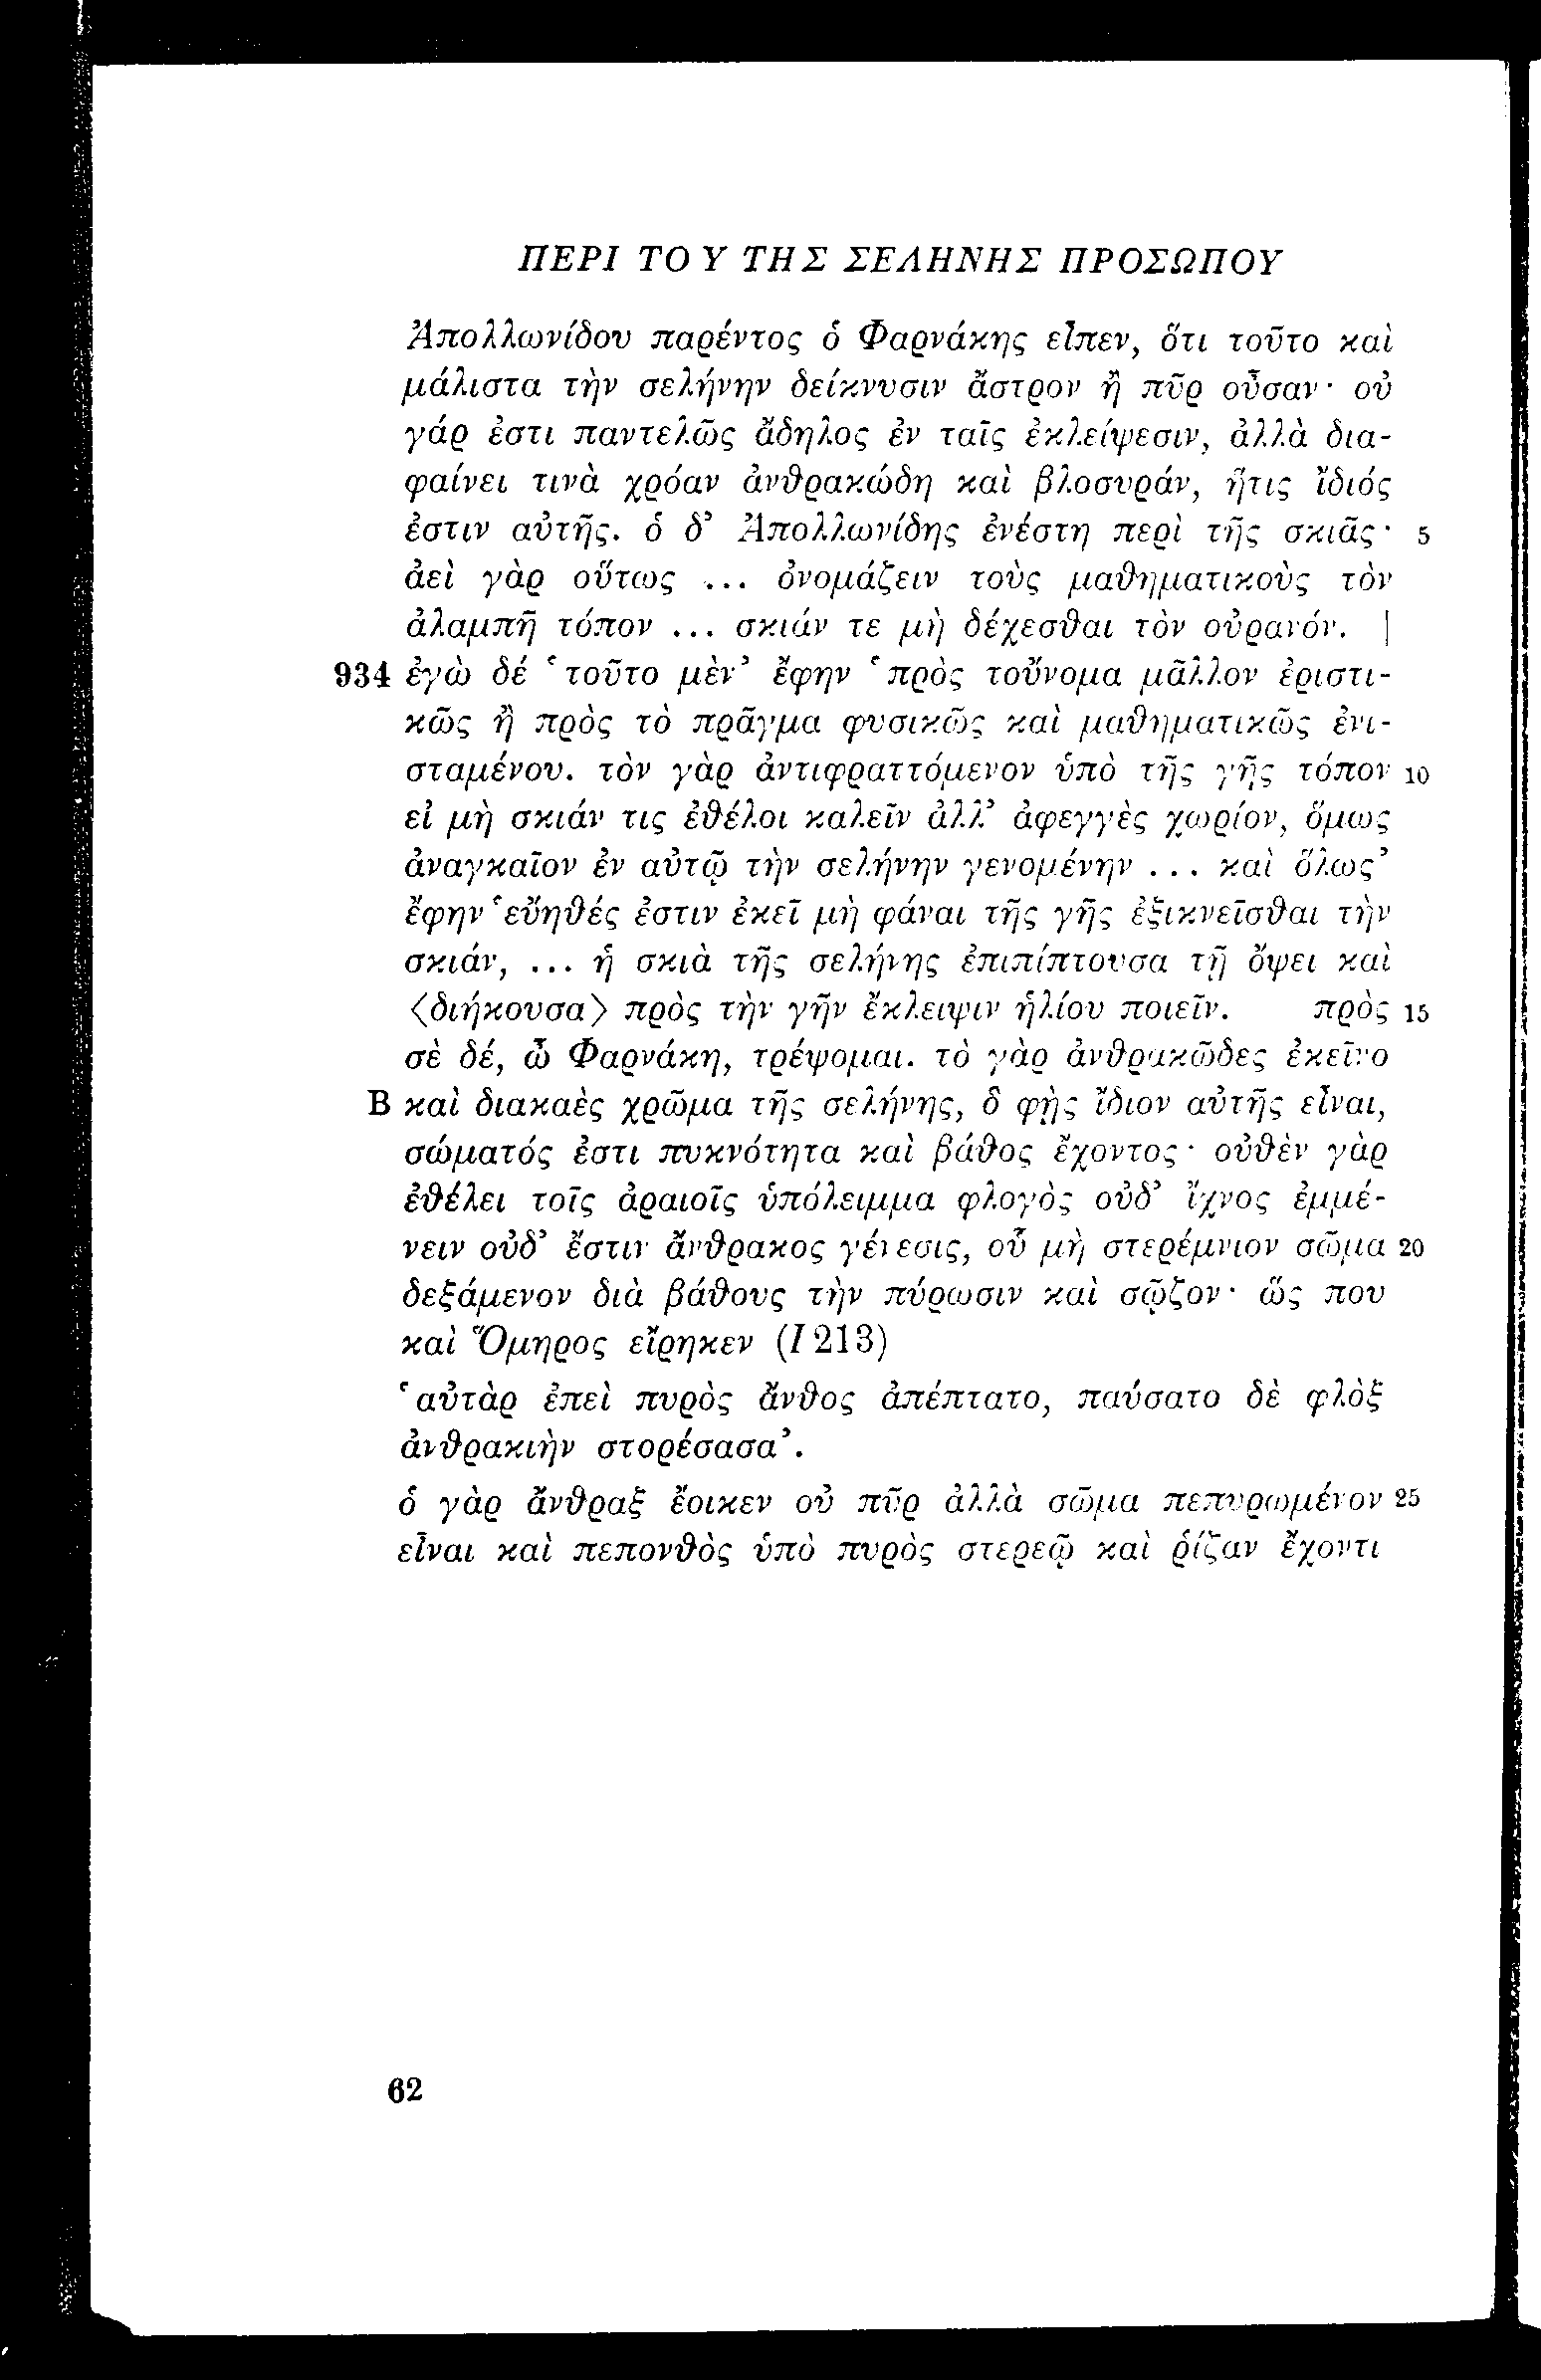 ΠΕΡΙ ΤΟΥ ΤΗΣ ΣΕΛΗΝΗΣ ΠΡΟΣΩΠΟΥ
Ἀπολλωνίδου παρέντος ὁ Φαρνάκης εἶπεν, ὅτι τοῦτο καὶ
μάλιστα τὴν σελήνην δείκνυσιν ἄστρον ἢ πῦρ οὖσαν· οὐ
γάρ ἐστι παντελῶς ἄδηλος ἐν ταῖς ἐκλείψεσιν, ἀλλὰ δια-
φαίνει τινὰ χρόαν ἀνθρακώδη καὶ βλοσυράν, ἥτις ἴδιός
ἐστιν αὐτῆς. ὁ δ’ Ἀπολλωνίδης ἐνέστη περὶ τῆς σκιᾶς· 5
ἀεὶ γὰρ οὕτως ... ὀνομάζειν τοὺς μαθηματικοὺς τὸν
ἀλαμπῆ τόπον ... σκιάν τε μὴ δέχεσθαι τὸν οὐρανόν. |
934 ἐγὼ δέ ‘τοῦτο μὲν’ ἔφην ‘πρὸς τοὔνομα μᾶλλον ἐριστι-
κῶς ἢ πρὸς τὸ πρᾶγμα φυσικῶς καὶ μαθηματικῶς ἐνι-
σταμένου. τὸν γὰρ ἀντιφραττόμενον ὑπὸ τῆς γῆς τόπον 10
εἰ μὴ σκιάν τις ἐθέλοι καλεῖν ἀλλ’ ἀφεγγὲς χωρίον, ὅμως
ἀναγκαῖον ἐν αὐτῷ τὴν σελήνην γενομένην ... καὶ ὅλως’
ἔφην ‘εὔηθές ἐστιν ἐκεῖ μὴ φάναι τῆς γῆς ἐξικνεῖσθαι τὴν
σκιάν, ... ἡ σκιὰ τῆς σελήνης ἐπιπίπτουσα τῇ ὄψει καὶ
⟨διήκουσα⟩ πρὸς τὴν γῆν ἔκλειψιν ἡλίου ποιεῖν. πρὸς 15
σὲ δέ, ὦ Φαρνάκη, τρέψομαι. τὸ γὰρ ἀνθρακῶδες ἐκεῖνο
B καὶ διακαὲς χρῶμα τῆς σελήνης, ὃ φῂς ἴδιον αὐτῆς εἶναι,
σώματός ἐστι πυκνότητα καὶ βάθος ἔχοντος· οὐθὲν γὰρ
ἐθέλει τοῖς ἀραιοῖς ὑπόλειμμα φλογὸς οὐδ’ ἴχνος ἐμμέ-
νειν οὐδ’ ἔστιν ἄνθρακος γένεσις, οὗ μὴ στερέμνιον σῶμα 20
δεξάμενον διὰ βάθους τὴν πύρωσιν καὶ σῷζον· ὥς που
καὶ Ὅμηρος εἴρηκεν (I 213)
‘αὐτὰρ ἐπεὶ πυρὸς ἄνθος ἀπέπτατο, παύσατο δὲ φλὸξ
ἀνθρακιὴν στορέσασα’.
ὁ γὰρ ἄνθραξ ἔοικεν οὐ πῦρ ἀλλὰ σῶμα πεπυρωμένον 25
εἶναι καὶ πεπονθὸς ὑπὸ πυρὸς στερεῷ καὶ ῥίζαν ἔχοντι
62